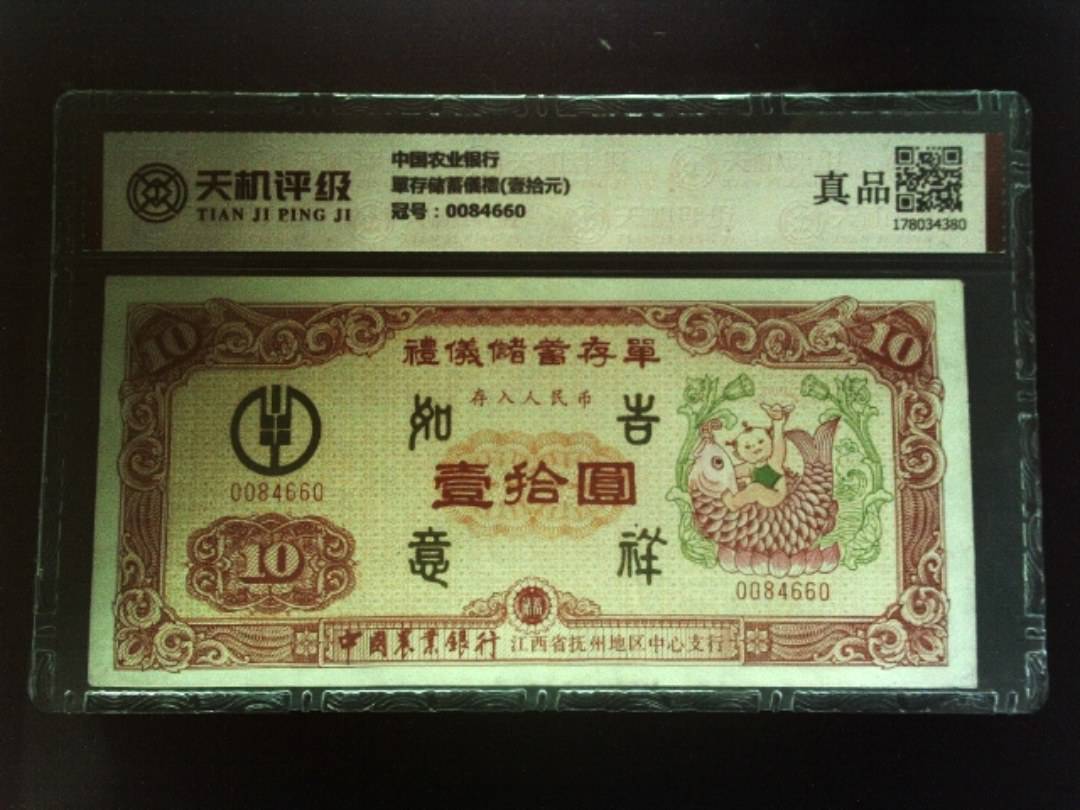 天机评级
TIAN JI PING JI
中国农业银行
單存储蓄儀禮(壹拾元)
冠号：0084660
真品
178034380
10
10
禮儀儲蓄存單
存入人民币
如
吉
0084660
壹拾圓
10
意
祥
0084660
中國農業銀行 江西省抚州地区中心支行